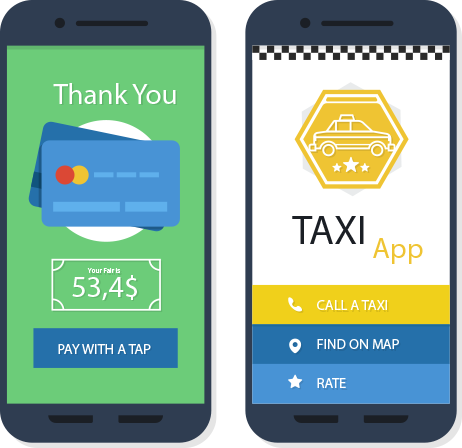 Thank You
Your Fair is
53,4$
PAY WITH A TAP
TAXI
App
CALL A TAXI
FIND ON MAP
RATE